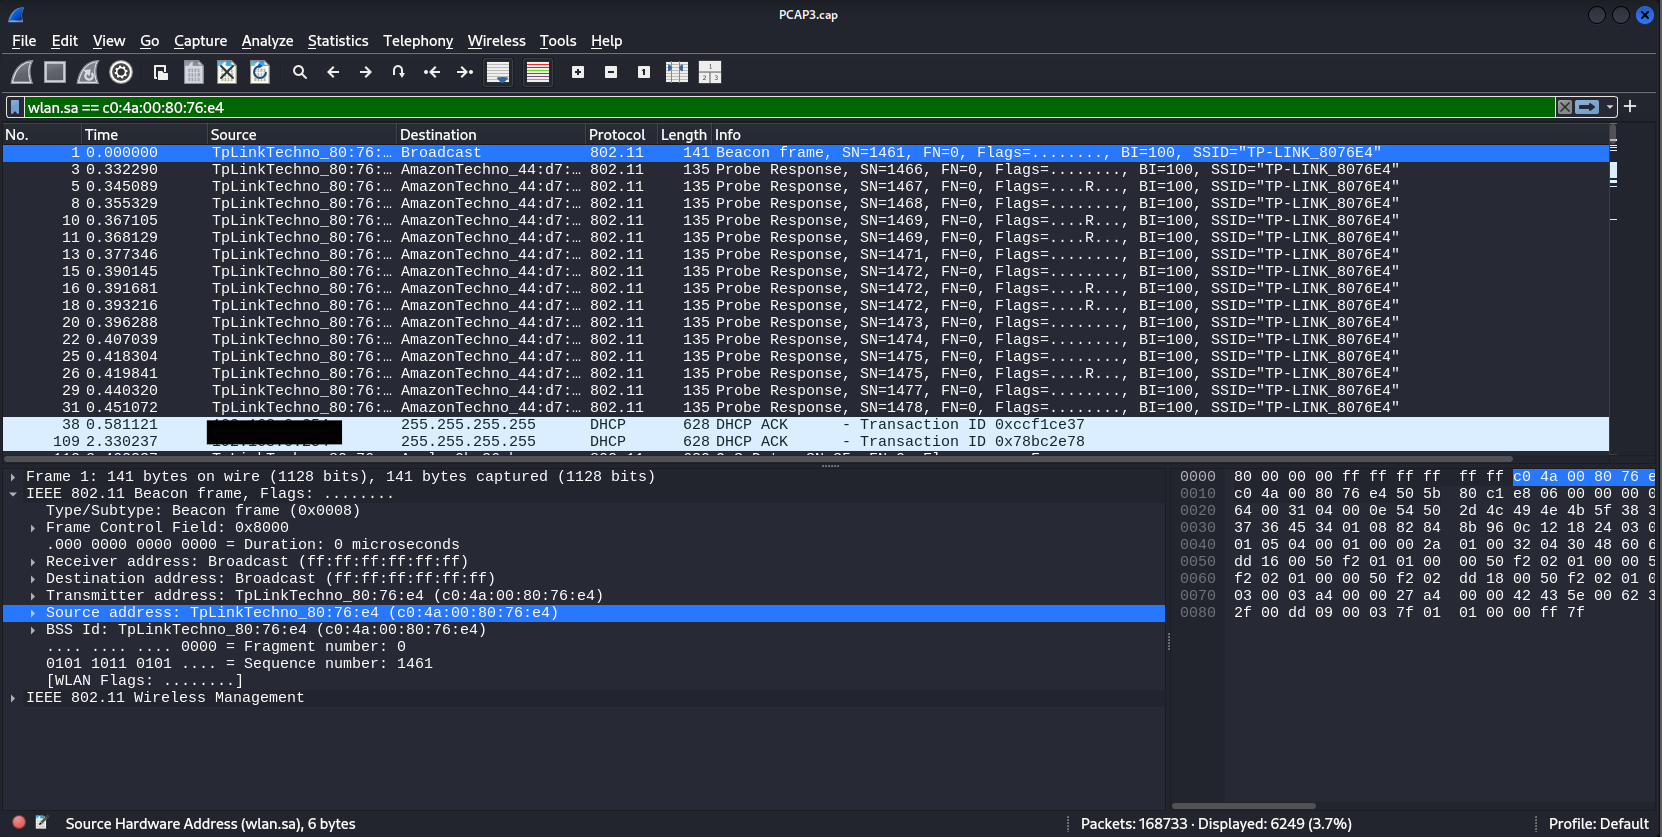 PCAP3.cap
File Edit View Go Capture Analyze Statistics Telephony Wireless Tools Help
wlan.sa == c0:4a:00:80:76:e4
No. Time Source Destination Protocol Length Info
1 0.000000 TpLinkTechno_80:76:… Broadcast 802.11 141 Beacon frame, SN=1461, FN=0, Flags=........, BI=100, SSID="TP-LINK_8076E4"
3 0.332290 TpLinkTechno_80:76:… AmazonTechno_44:d7:… 802.11 135 Probe Response, SN=1466, FN=0, Flags=........, BI=100, SSID="TP-LINK_8076E4"
5 0.345089 TpLinkTechno_80:76:… AmazonTechno_44:d7:… 802.11 135 Probe Response, SN=1467, FN=0, Flags=....R..., BI=100, SSID="TP-LINK_8076E4"
8 0.355329 TpLinkTechno_80:76:… AmazonTechno_44:d7:… 802.11 135 Probe Response, SN=1468, FN=0, Flags=........, BI=100, SSID="TP-LINK_8076E4"
10 0.367105 TpLinkTechno_80:76:… AmazonTechno_44:d7:… 802.11 135 Probe Response, SN=1469, FN=0, Flags=....R..., BI=100, SSID="TP-LINK_8076E4"
11 0.368129 TpLinkTechno_80:76:… AmazonTechno_44:d7:… 802.11 135 Probe Response, SN=1469, FN=0, Flags=....R..., BI=100, SSID="TP-LINK_8076E4"
13 0.377346 TpLinkTechno_80:76:… AmazonTechno_44:d7:… 802.11 135 Probe Response, SN=1471, FN=0, Flags=........, BI=100, SSID="TP-LINK_8076E4"
15 0.390145 TpLinkTechno_80:76:… AmazonTechno_44:d7:… 802.11 135 Probe Response, SN=1472, FN=0, Flags=........, BI=100, SSID="TP-LINK_8076E4"
16 0.391681 TpLinkTechno_80:76:… AmazonTechno_44:d7:… 802.11 135 Probe Response, SN=1472, FN=0, Flags=....R..., BI=100, SSID="TP-LINK_8076E4"
18 0.393216 TpLinkTechno_80:76:… AmazonTechno_44:d7:… 802.11 135 Probe Response, SN=1472, FN=0, Flags=....R..., BI=100, SSID="TP-LINK_8076E4"
20 0.396288 TpLinkTechno_80:76:… AmazonTechno_44:d7:… 802.11 135 Probe Response, SN=1473, FN=0, Flags=........, BI=100, SSID="TP-LINK_8076E4"
22 0.407039 TpLinkTechno_80:76:… AmazonTechno_44:d7:… 802.11 135 Probe Response, SN=1474, FN=0, Flags=........, BI=100, SSID="TP-LINK_8076E4"
25 0.418304 TpLinkTechno_80:76:… AmazonTechno_44:d7:… 802.11 135 Probe Response, SN=1475, FN=0, Flags=........, BI=100, SSID="TP-LINK_8076E4"
26 0.419841 TpLinkTechno_80:76:… AmazonTechno_44:d7:… 802.11 135 Probe Response, SN=1475, FN=0, Flags=....R..., BI=100, SSID="TP-LINK_8076E4"
29 0.440320 TpLinkTechno_80:76:… AmazonTechno_44:d7:… 802.11 135 Probe Response, SN=1477, FN=0, Flags=........, BI=100, SSID="TP-LINK_8076E4"
31 0.451072 TpLinkTechno_80:76:… AmazonTechno_44:d7:… 802.11 135 Probe Response, SN=1478, FN=0, Flags=........, BI=100, SSID="TP-LINK_8076E4"
38 0.581121 255.255.255.255 DHCP 628 DHCP ACK - Transaction ID 0xccf1ce37
109 2.330237 255.255.255.255 DHCP 628 DHCP ACK - Transaction ID 0x78bc2e78
Frame 1: 141 bytes on wire (1128 bits), 141 bytes captured (1128 bits)
IEEE 802.11 Beacon frame, Flags: ........
Type/Subtype: Beacon frame (0x0008)
Frame Control Field: 0x8000
.000 0000 0000 0000 = Duration: 0 microseconds
Receiver address: Broadcast (ff:ff:ff:ff:ff:ff)
Destination address: Broadcast (ff:ff:ff:ff:ff:ff)
Transmitter address: TpLinkTechno_80:76:e4 (c0:4a:00:80:76:e4)
Source address: TpLinkTechno_80:76:e4 (c0:4a:00:80:76:e4)
BSS Id: TpLinkTechno_80:76:e4 (c0:4a:00:80:76:e4)
.... .... .... 0000 = Fragment number: 0
0101 1011 0101 .... = Sequence number: 1461
[WLAN Flags: ........]
IEEE 802.11 Wireless Management
0000 80 00 00 00 ff ff ff ff ff ff c0 4a 00 80 76 e
0010 c0 4a 00 80 76 e4 50 5b 80 c1 e8 06 00 00 00 0
0020 64 00 31 04 00 0e 54 50 2d 4c 49 4e 4b 5f 38 3
0030 37 36 45 34 01 08 82 84 8b 96 0c 12 18 24 03 0
0040 01 05 04 00 01 00 00 2a 01 00 32 04 30 48 60 6
0050 dd 16 00 50 f2 01 01 00 00 50 f2 02 01 00 00 5
0060 f2 02 01 00 00 50 f2 02 dd 18 00 50 f2 02 01 0
0070 03 00 03 a4 00 00 27 a4 00 00 42 43 5e 00 62 3
0080 2f 00 dd 09 00 03 7f 01 01 00 00 ff 7f
Source Hardware Address (wlan.sa), 6 bytes
Packets: 168733 · Displayed: 6249 (3.7%)
Profile: Default